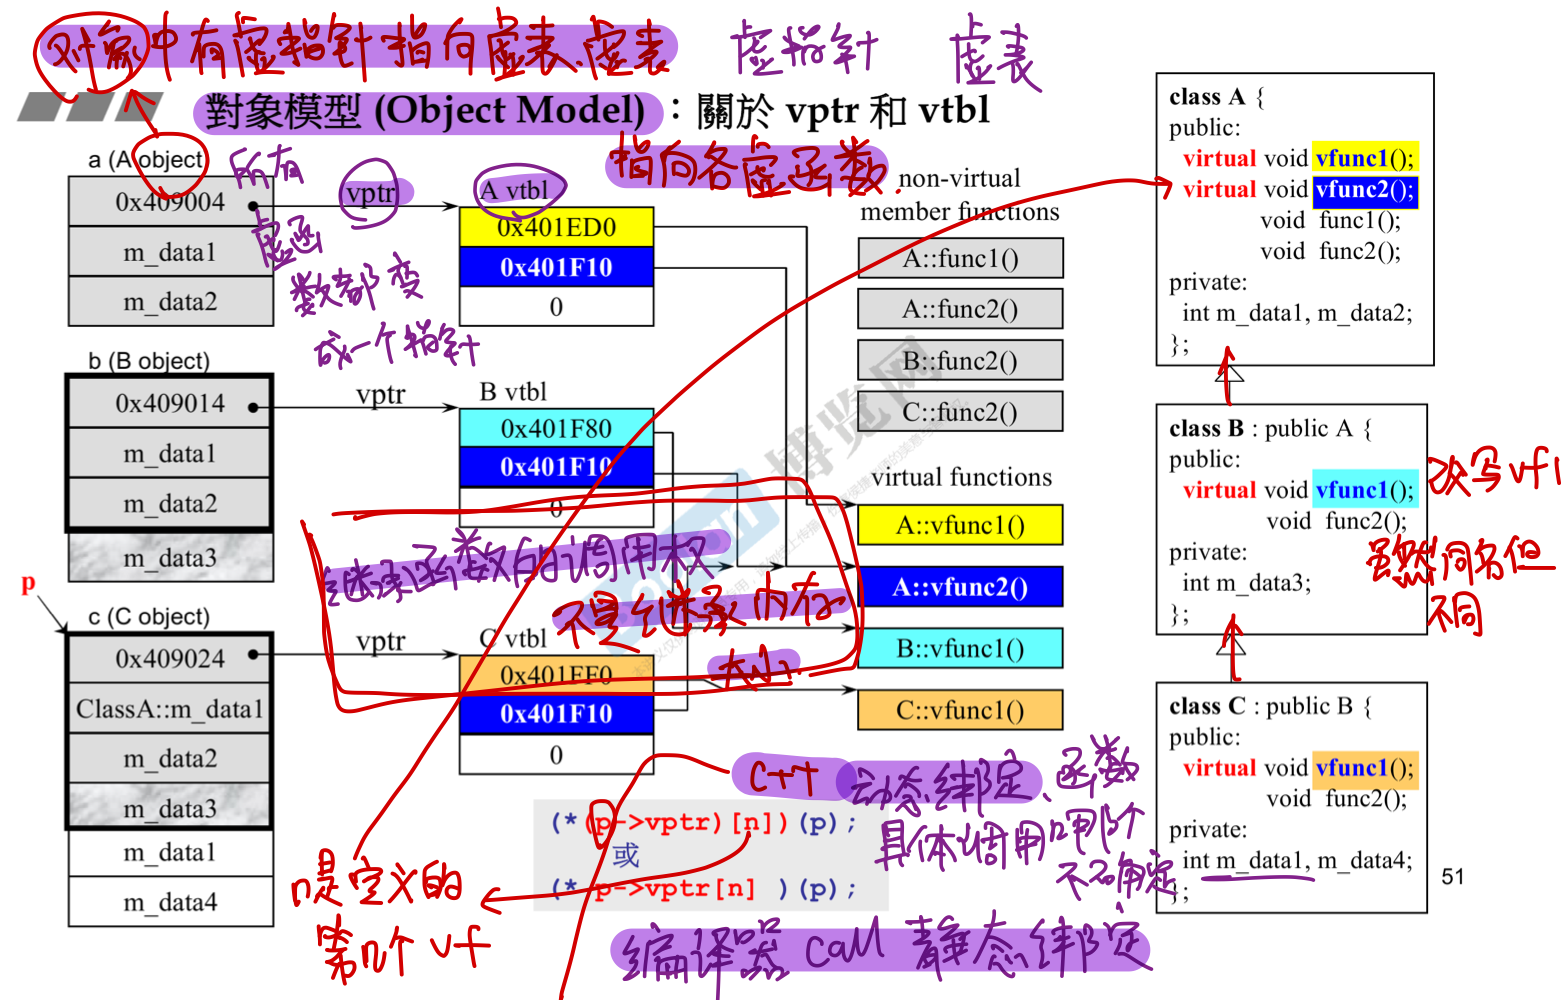 对象中有虚指针指向虚表,虚表
虚指针 虚表
對象模型 (Object Model)：關於 vptr 和 vtbl
指向各虚函数
a (A object)
0x409004
m_data1
m_data2
所有
虚函
数都变
成一个指针
vptr
A vtbl
0x401ED0
0x401F10
0
b (B object)
0x409014
m_data1
m_data2
m_data3
vptr
B vtbl
0x401F80
0x401F10
0
继承函数的调用权
不是继承内存
大小
p
c (C object)
0x409024
ClassA::m_data1
m_data2
m_data3
m_data1
m_data4
vptr
C vtbl
0x401FF0
0x401F10
0
non-virtual
member functions
A::func1()
A::func2()
B::func2()
C::func2()
virtual functions
A::vfunc1()
A::vfunc2()
B::vfunc1()
C::vfunc1()
博览网
class A {
public:
virtual void vfunc1();
virtual void vfunc2();
void func1();
void func2();
private:
int m_data1, m_data2;
};
class B : public A {
public:
virtual void vfunc1();
void func2();
private:
int m_data3;
};
改写vf1
虽然同名但
不同
class C : public B {
public:
virtual void vfunc1();
void func2();
private:
int m_data1, m_data4;
};
C++ 动态绑定、函数
具体调用哪个
不确定
(*(p->vptr)[n])(p);
或
(* p->vptr[n] )(p);
n是定义的
第几个vf
编译器 call 静态绑定
51